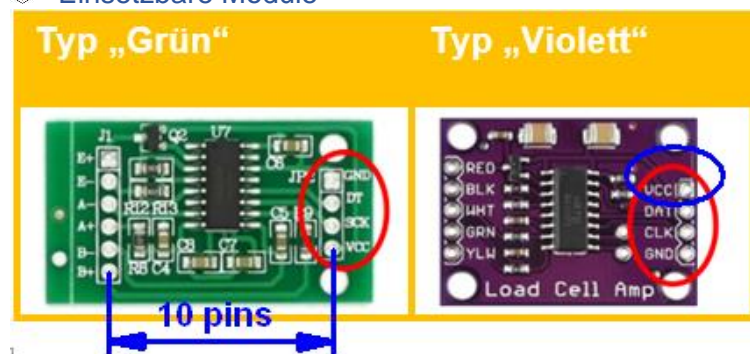 Einsetzbare Module
Typ „Grün“
Typ „Violett“
J1
Q2
U7
C6
JP2
GND
DT
SCK
VCC
E+
E-
A-
A+
B-
B+
R12 R13
R8 C4
C8
C7
C5
RED
BLK
WHT
GRN
YLW
VCC
DAT
CLK
GND
Load Cell Amp
10 pins